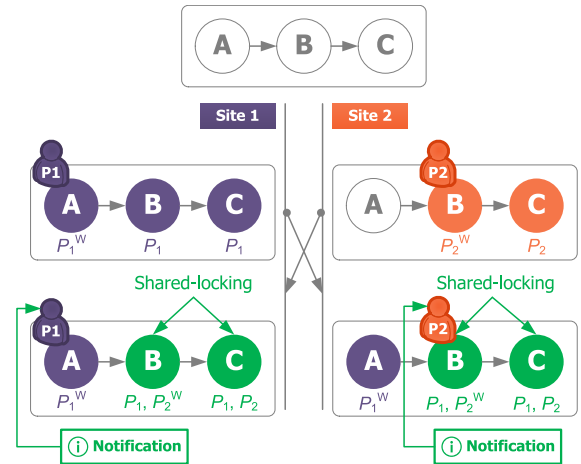 A B C
Site 1 Site 2
P1 P2
A B C A B C
P₁ᵂ P₁ P₁ P₂ᵂ P₂
Shared-locking Shared-locking
P1 P2
A B C A B C
P₁ᵂ P₁, P₂ᵂ P₁, P₂ P₁ᵂ P₁, P₂ᵂ P₁, P₂
i Notification i Notification